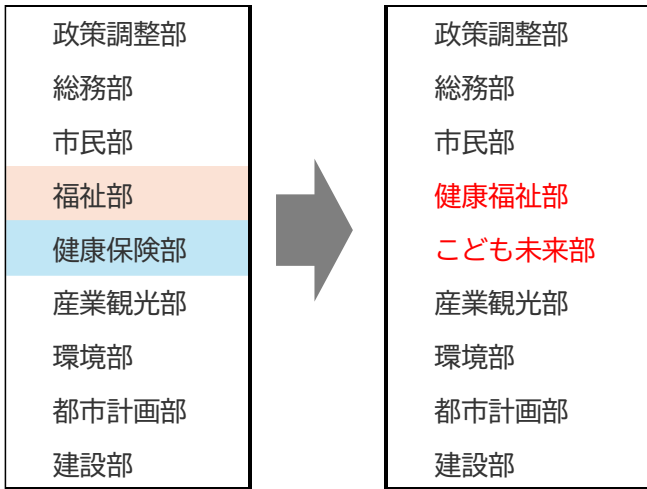 政策調整部
総務部
市民部
福祉部
健康保険部
産業観光部
環境部
都市計画部
建設部
政策調整部
総務部
市民部
健康福祉部
こども未来部
産業観光部
環境部
都市計画部
建設部